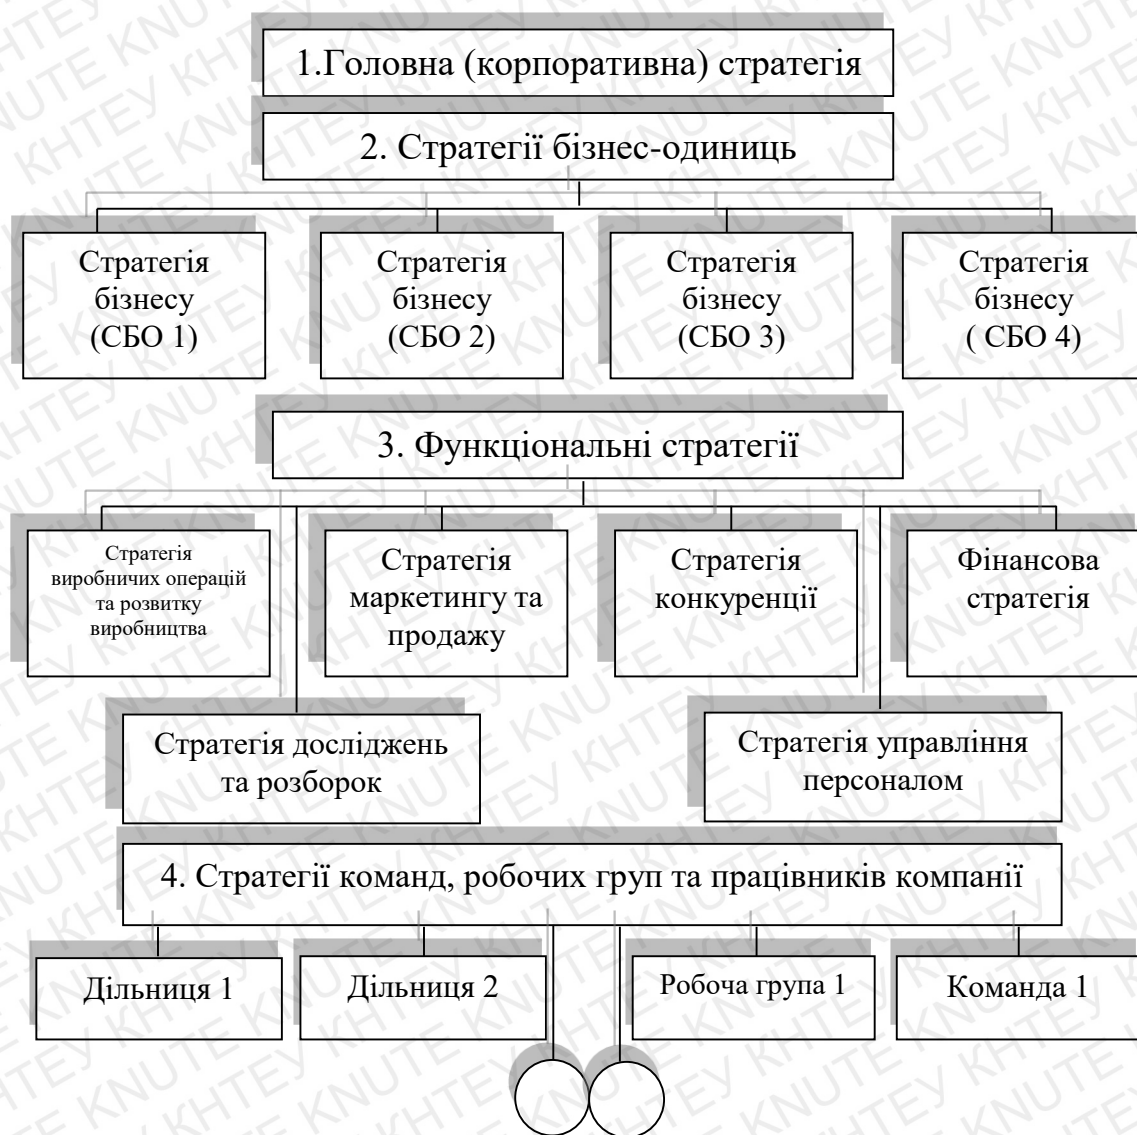 1.Головна (корпоративна) стратегія
2. Стратегії бізнес-одиниць
Стратегія
бізнесу
(СБО 1)
Стратегія
бізнесу
(СБО 2)
Стратегія
бізнесу
(СБО 3)
Стратегія
бізнесу
( СБО 4)
3. Функціональні стратегії
Стратегія
виробничих операцій
та розвитку
виробництва
Стратегія
маркетингу та
продажу
Стратегія
конкуренції
Фінансова
стратегія
Стратегія досліджень
та розборок
Стратегія управління
персоналом
4. Стратегії команд, робочих груп та працівників компанії
Дільниця 1
Дільниця 2
Робоча група 1
Команда 1